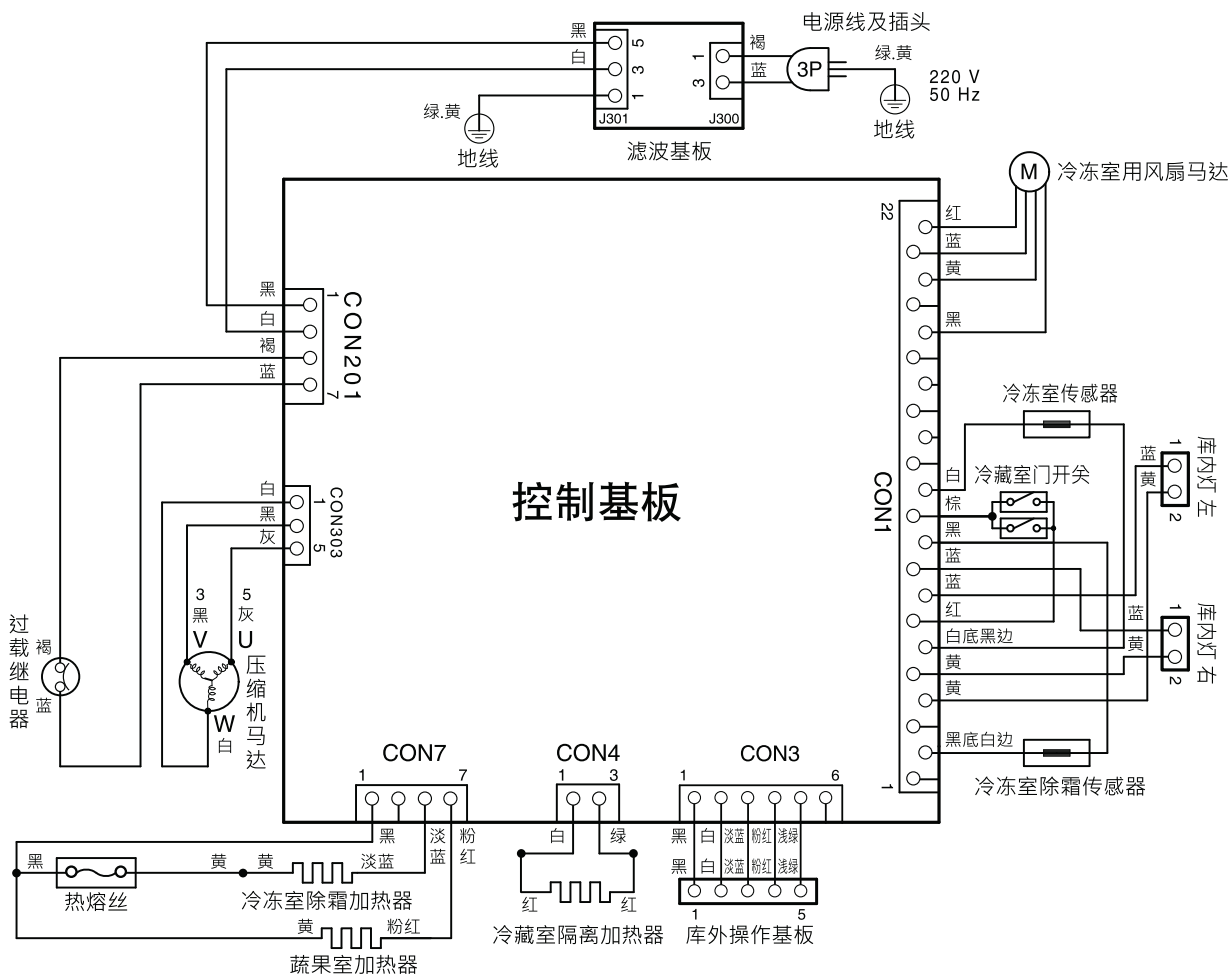 电源线及插头
黑
5
白
3
1
J301
褐
1
蓝
3
J300
3P
绿.黄
220 V
50 Hz
地线
绿.黄
地线
滤波基板
M
冷冻室用风扇马达
22
红
蓝
黄
黑
黑
1
白
褐
蓝
7
CON201
冷冻室传感器
白
冷藏室门开关
棕
黑
蓝
蓝
红
白底黑边
黄
黄
黑底白边
1
CON1
蓝
黄
1
2
库内灯 左
蓝
黄
1
2
库内灯 右
冷冻室除霜传感器
控制基板
白
1
黑
灰
5
CON303
3
黑
V
5
灰
U
W
白
压缩机马达
过载继电器
褐
蓝
CON7
1
7
CON4
1
3
CON3
1
6
黑
淡蓝
粉红
白
绿
黑
白
淡蓝
粉红
浅绿
黑
白
淡蓝
粉红
浅绿
1
5
库外操作基板
黑
黄
黄
淡蓝
热熔丝
冷冻室除霜加热器
黄
粉红
蔬果室加热器
红
红
冷藏室隔离加热器